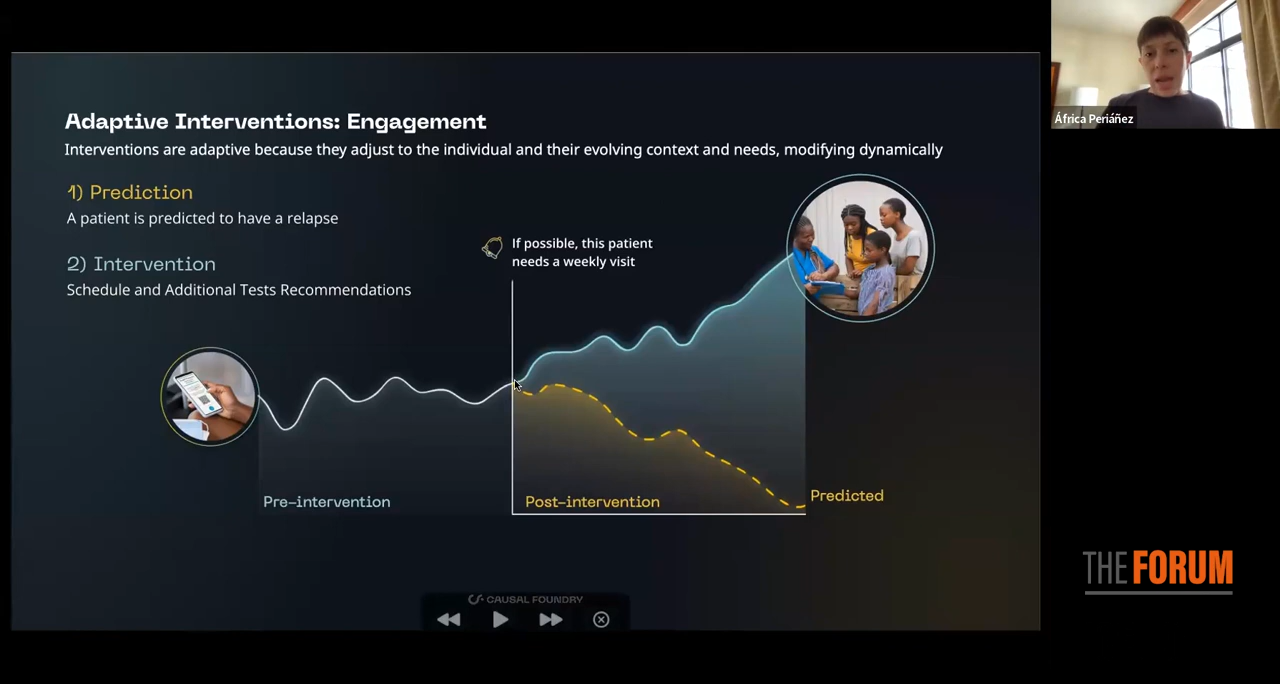 Adaptive Interventions: Engagement
Interventions are adaptive because they adjust to the individual and their evolving context and needs, modifying dynamically
1) Prediction
A patient is predicted to have a relapse
2) Intervention
Schedule and Additional Tests Recommendations
If possible, this patient
needs a weekly visit
Pre-intervention
Post-intervention
Predicted
CAUSAL FOUNDRY
África Periáñez
THE FORUM